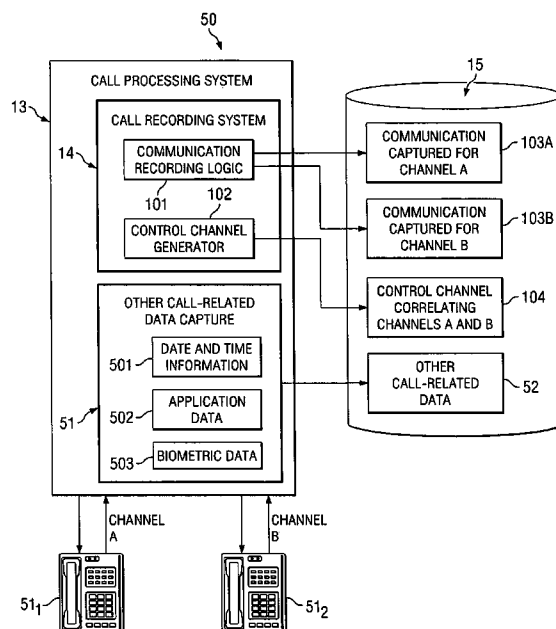 50
CALL PROCESSING SYSTEM
13
CALL RECORDING SYSTEM
14
COMMUNICATION
RECORDING LOGIC
101
102
CONTROL CHANNEL
GENERATOR
OTHER CALL-RELATED
DATA CAPTURE
501
DATE AND TIME
INFORMATION
51
502
APPLICATION
DATA
503
BIOMETRIC DATA
15
COMMUNICATION
CAPTURED FOR
CHANNEL A
103A
COMMUNICATION
CAPTURED FOR
CHANNEL B
103B
CONTROL CHANNEL
CORRELATING
CHANNELS A AND B
104
OTHER
CALL-RELATED
DATA
52
CHANNEL
A
CHANNEL
B
51₁
51₂